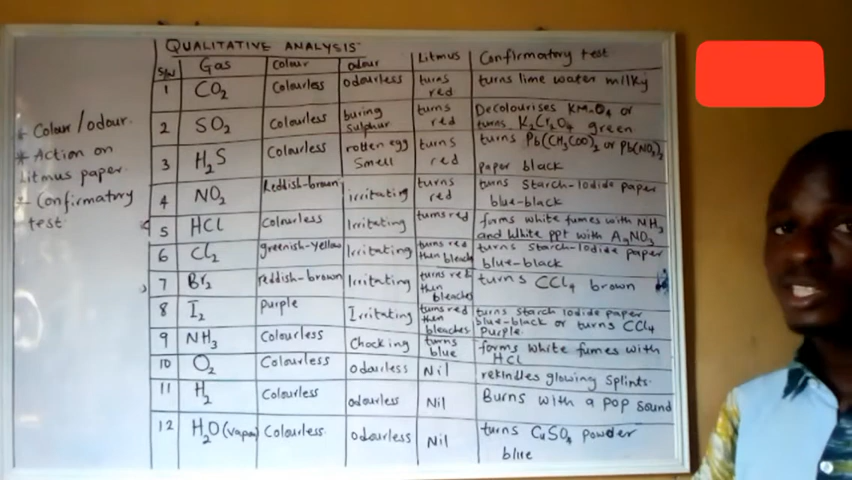 QUALITATIVE ANALYSIS
S/N Gas Colour odour Litmus Confirmatory test
1 CO2 Colourless odourless turns red turns lime water milky
2 SO2 Colourless buring sulphur turns red Decolourises KMnO4 or turns K2Cr2O7 green
3 H2S Colourless rotten egg smell turns red turns Pb(CH3COO)2 or Pb(NO3)2 paper black
4 NO2 Reddish-brown irritating turns red turns starch-Iodide paper blue-black
5 HCl Colourless Irritating turns red forms white fumes with NH3 and White ppt with AgNO3
6 Cl2 greenish-yellow Irritating turns red then bleach turns starch-Iodide paper blue-black
7 Br2 reddish-brown Irritating turns red then bleaches turns CCl4 brown
8 I2 Purple Irritating turns red then bleaches turns starch Iodide paper blue-black or turns CCl4 Purple.
9 NH3 Colourless Chocking turns blue forms white fumes with HCl
10 O2 Colourless odourless Nil rekindles glowing splints.
11 H2 Colourless odourless Nil Burns with a pop sound
12 H2O(vapor) Colourless. odourless Nil turns CuSO4 powder blue
* Colour/odour.
* Action on
litmus paper.
* Confirmatory
test.